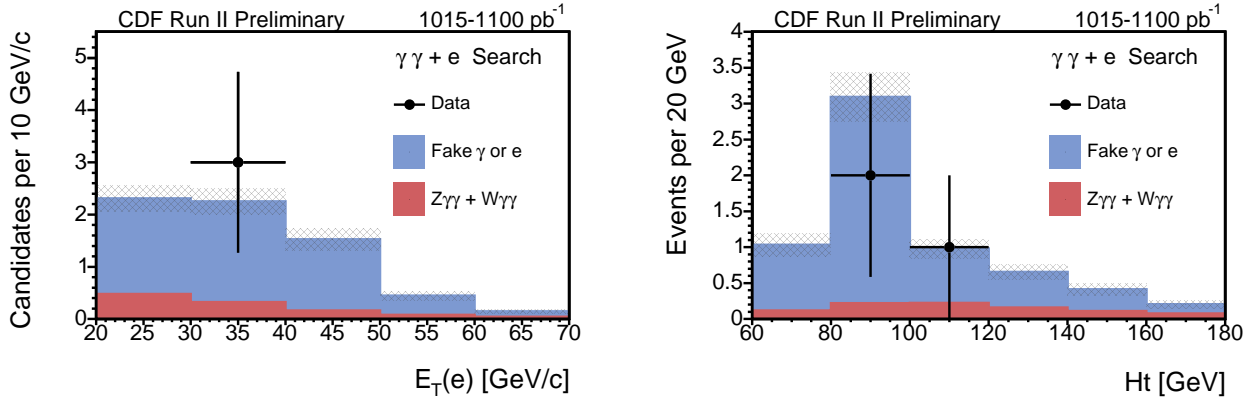 CDF Run II Preliminary 1015-1100 pb-1
Candidates per 10 GeV/c
5
4
3
2
1
0
γ γ + e Search
Data
Fake γ or e
Zγγ + Wγγ
20 25 30 35 40 45 50 55 60 65 70
E_T(e) [GeV/c]
CDF Run II Preliminary 1015-1100 pb-1
Events per 20 GeV
4
3.5
3
2.5
2
1.5
1
0.5
0
γ γ + e Search
Data
Fake γ or e
Zγγ + Wγγ
60 80 100 120 140 160 180
Ht [GeV]